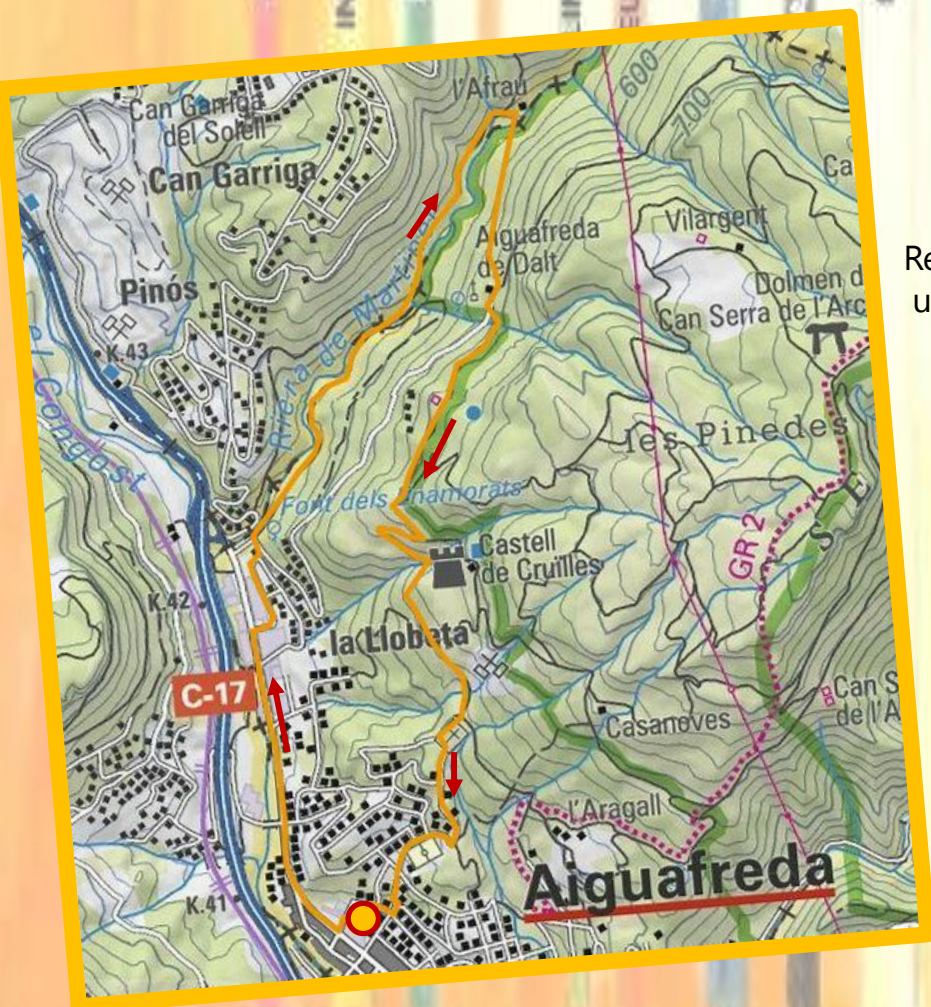 600
700
l'Afrau
Can Garriga
del Solell
Can Garriga
Ca
Aiguafreda
de Dalt
Vilargent
Dolmen d
Can Serra de l'Arc
Re
u
Pinós
K.43
el Congost
Riera de Mart
les Pinedes
Font dels Enamorats
GR 2
S E
Castell
de Cruïlles
K.42
la Llobeta
C-17
Can S
de l'A
Casanoves
l'Aragall
Aiguafreda
K.41